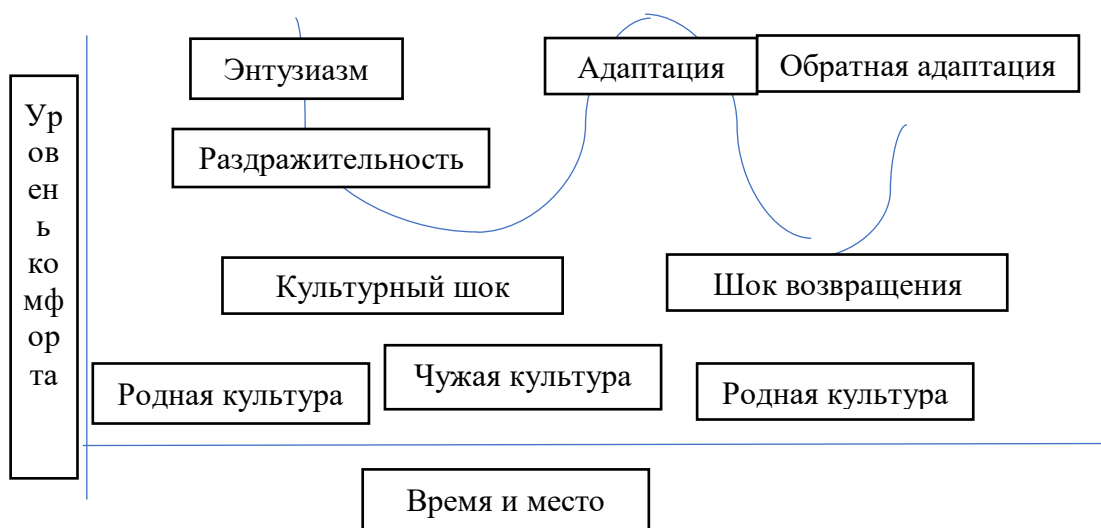 Энтузиазм
Адаптация
Обратная адаптация
Ур
ов
ен
ь
ко
мф
ор
та
Раздражительность
Культурный шок
Шок возвращения
Родная культура
Чужая культура
Родная культура
Время и место